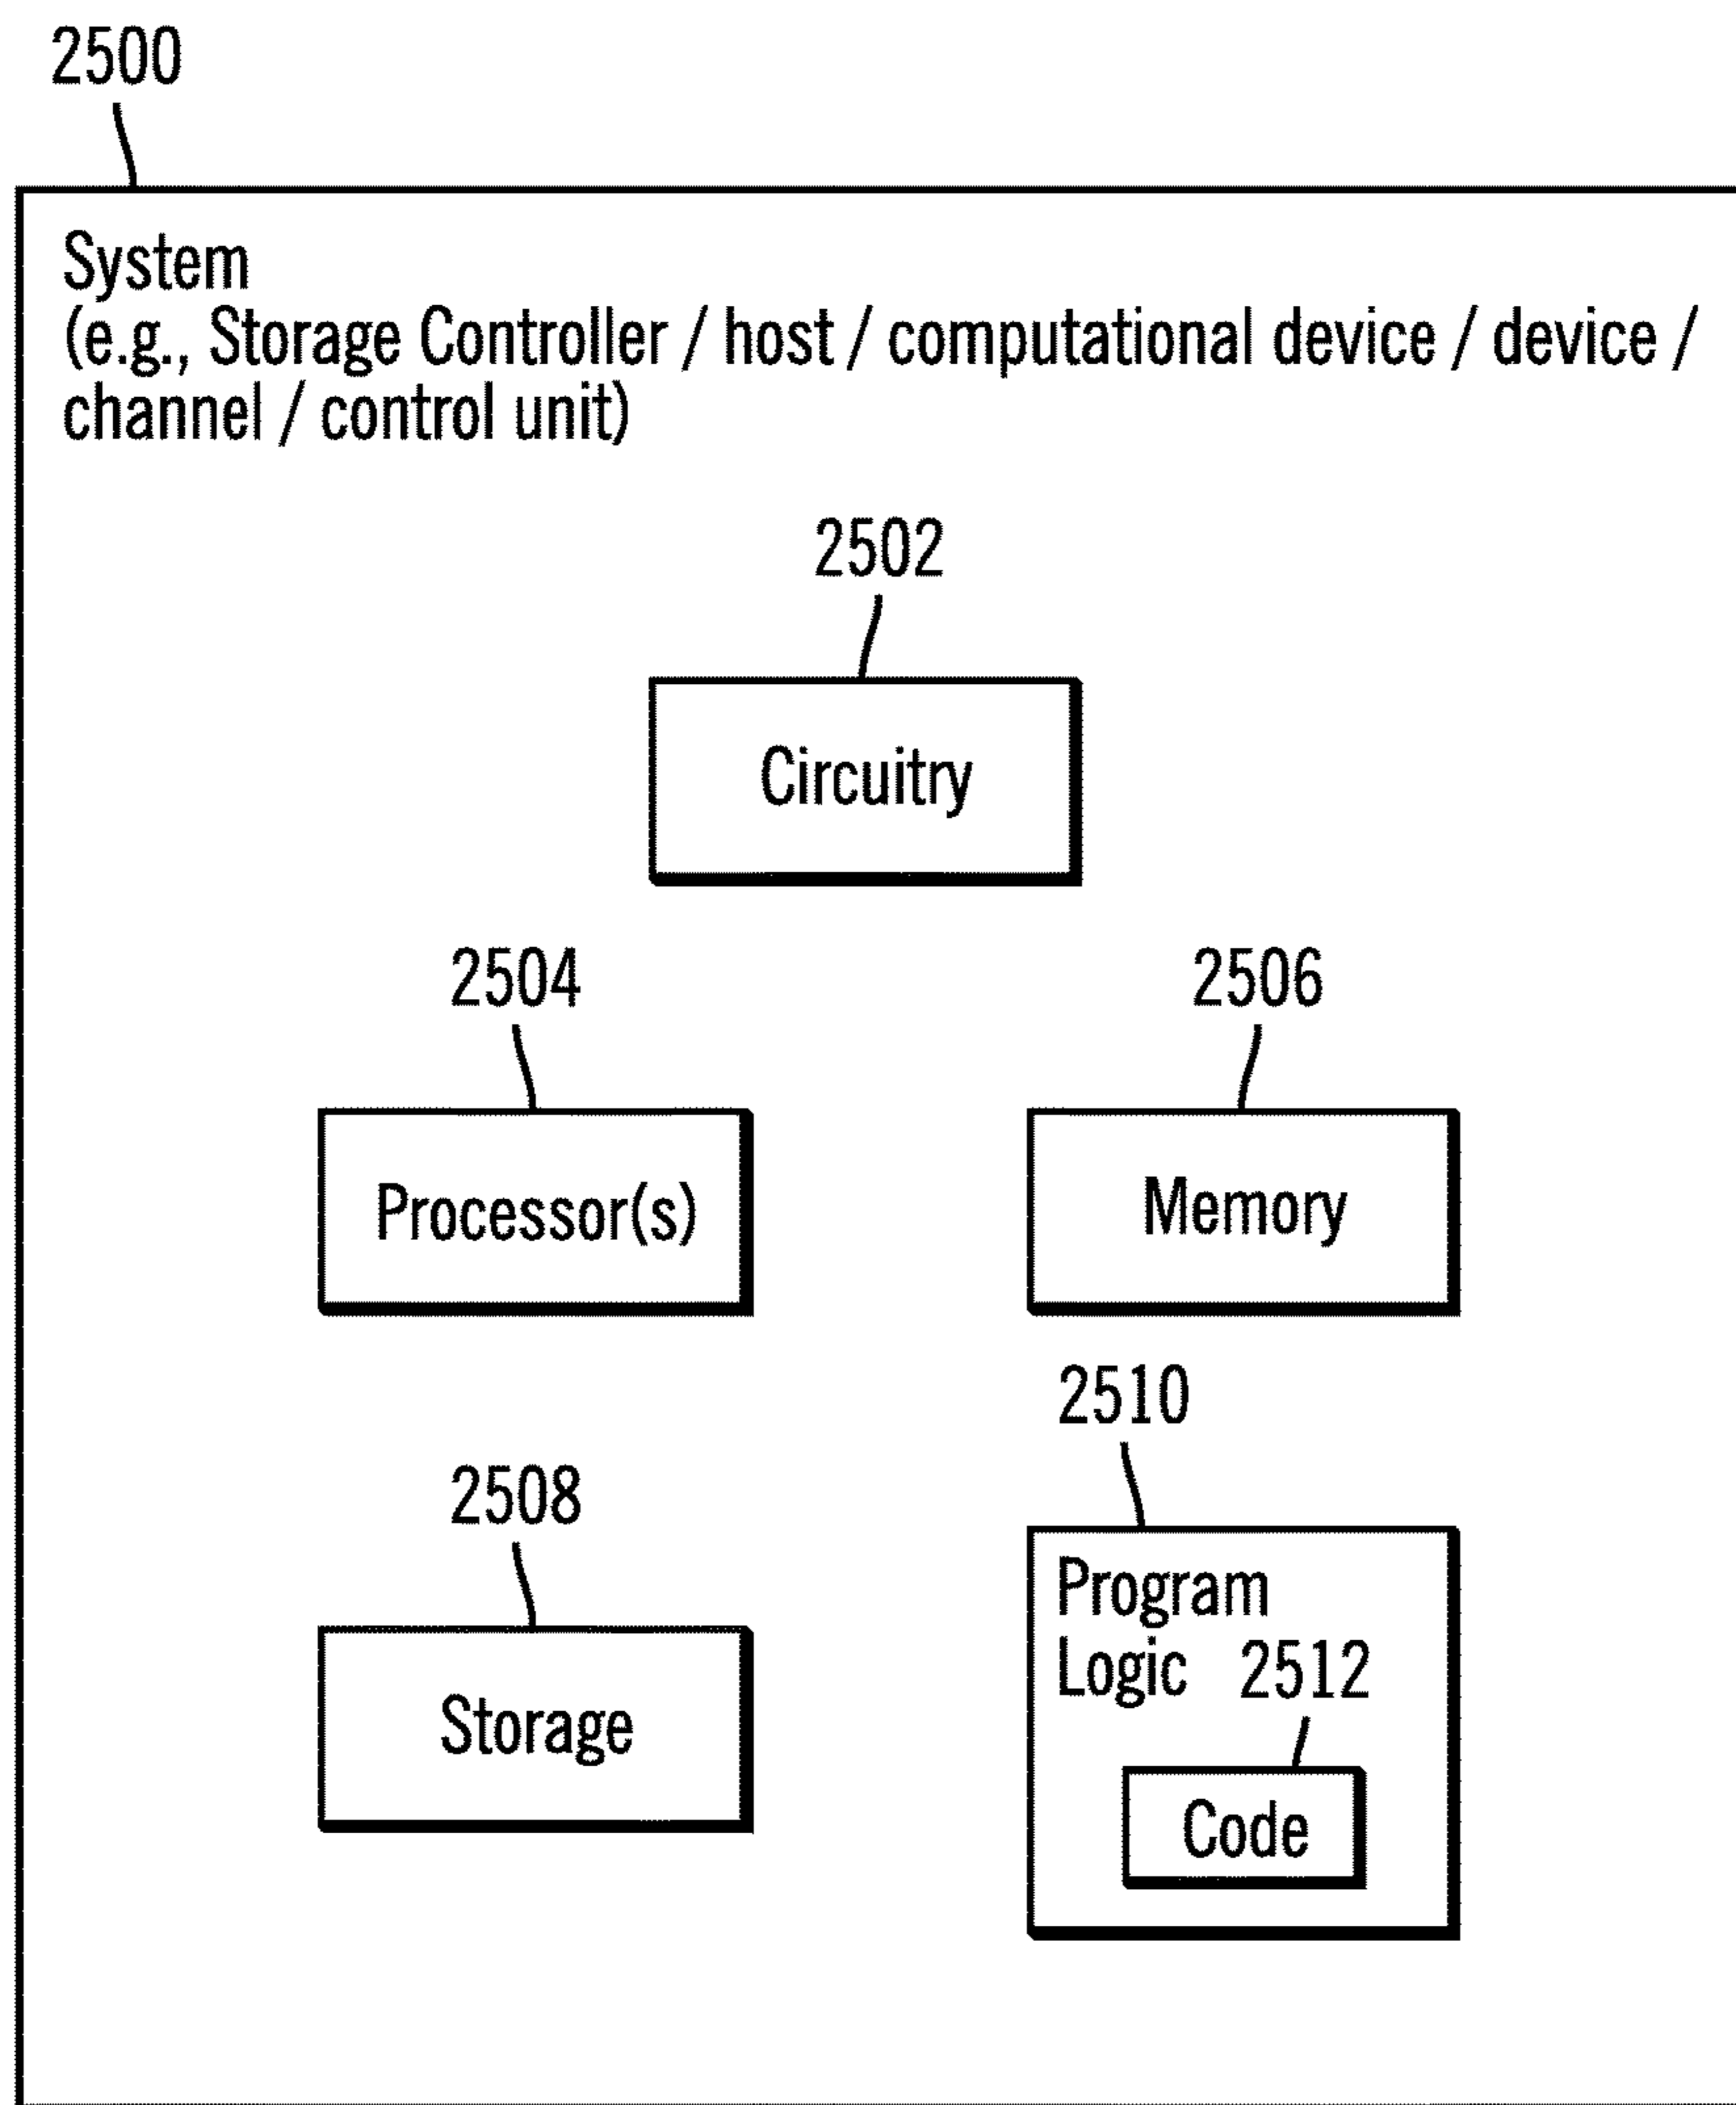 2500
System
(e.g., Storage Controller / host / computational device / device /
channel / control unit)
2502
Circuitry
2504
2506
Processor(s)
Memory
2510
2508
Program
Logic 2512
Storage
Code